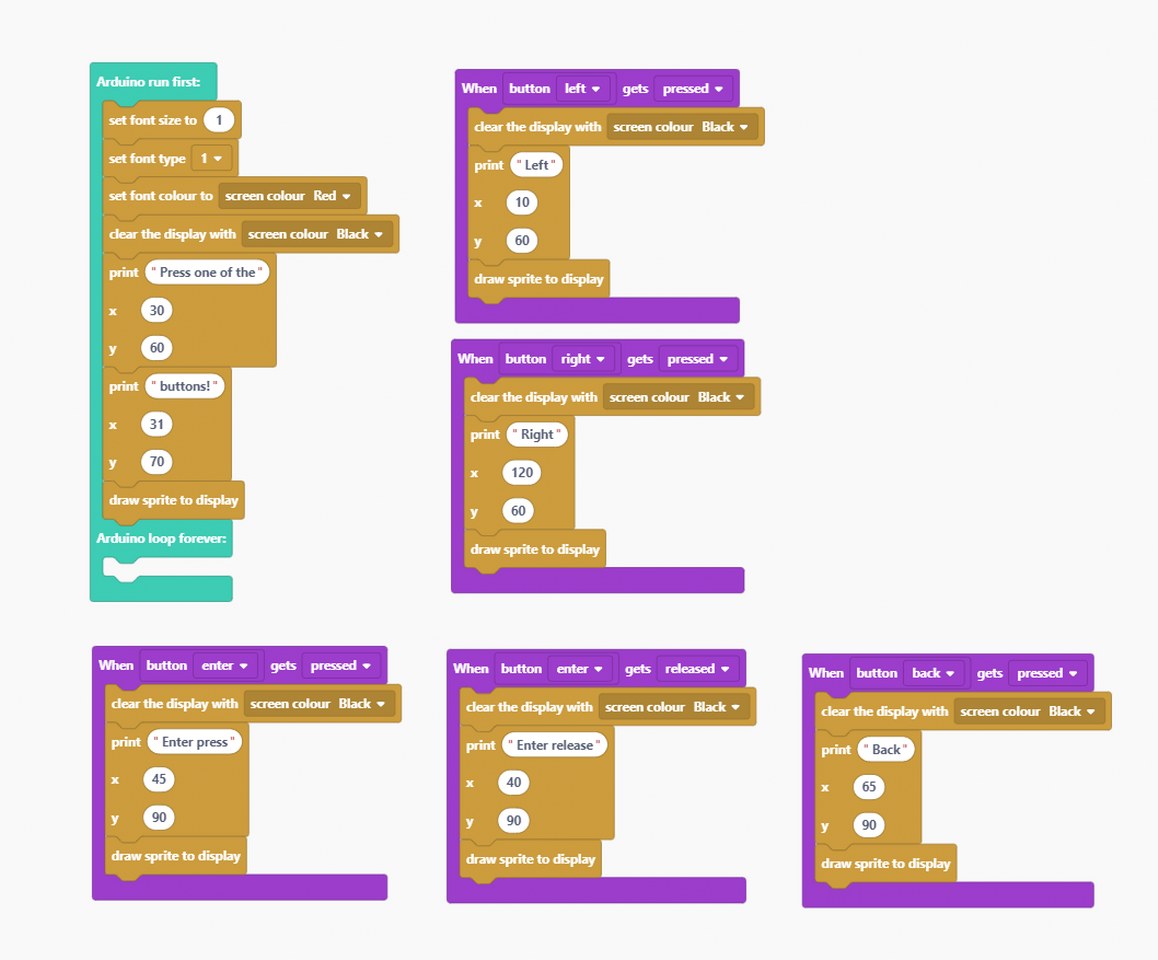 Arduino run first:
set font size to 1
set font type 1
set font colour to screen colour Red
clear the display with screen colour Black
print "Press one of the"
x 30
y 60
print "buttons!"
x 31
y 70
draw sprite to display
Arduino loop forever:
When button left gets pressed
clear the display with screen colour Black
print "Left"
x 10
y 60
draw sprite to display
When button right gets pressed
clear the display with screen colour Black
print "Right"
x 120
y 60
draw sprite to display
When button enter gets pressed
clear the display with screen colour Black
print "Enter press"
x 45
y 90
draw sprite to display
When button enter gets released
clear the display with screen colour Black
print "Enter release"
x 40
y 90
draw sprite to display
When button back gets pressed
clear the display with screen colour Black
print "Back"
x 65
y 90
draw sprite to display